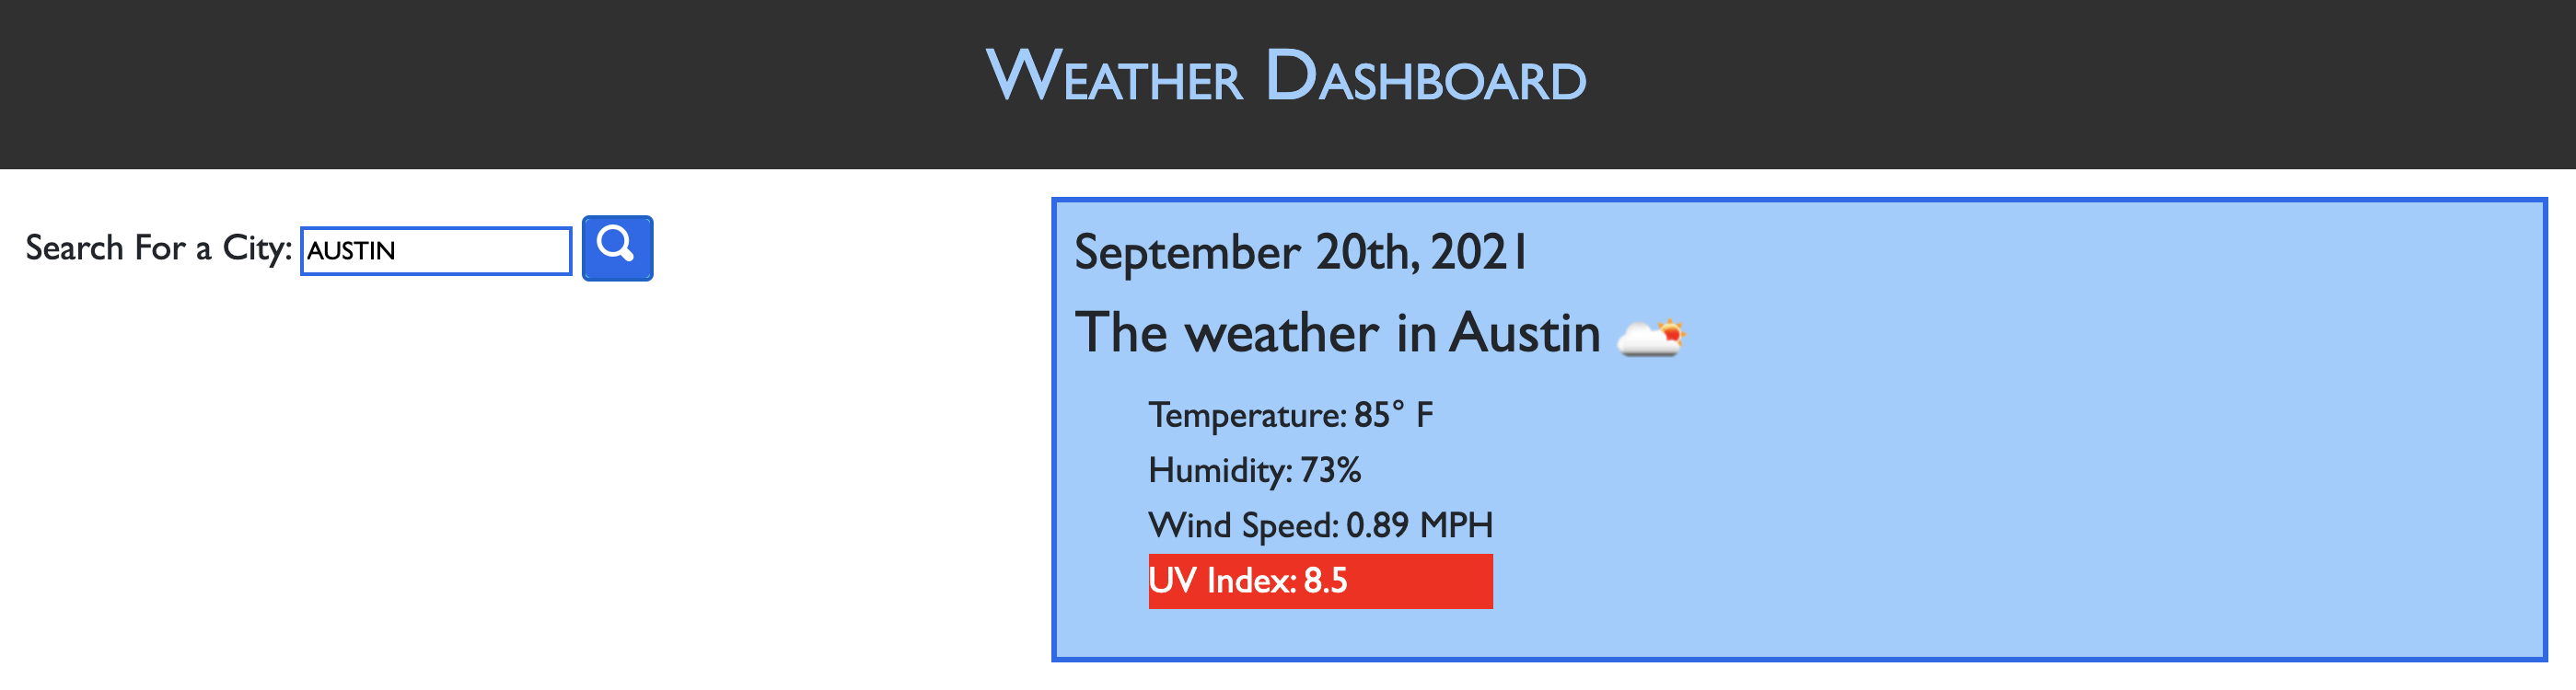 Weather Dashboard
Search For a City: AUSTIN
September 20th, 2021
The weather in Austin
Temperature: 85° F
Humidity: 73%
Wind Speed: 0.89 MPH
UV Index: 8.5